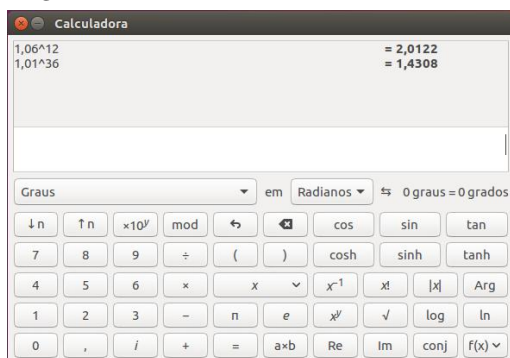 Calculadora
1,06^12 = 2,0122
1,01^36 = 1,4308
Graus em Radianos ⇆ 0 graus = 0 grados
↓n ↑n ×10^y mod cos sin tan
7 8 9 ÷ ( ) cosh sinh tanh
4 5 6 × x x⁻¹ x! |x| Arg
1 2 3 − π e x^y √ log ln
0 , i + = a×b Re Im conj f(x)